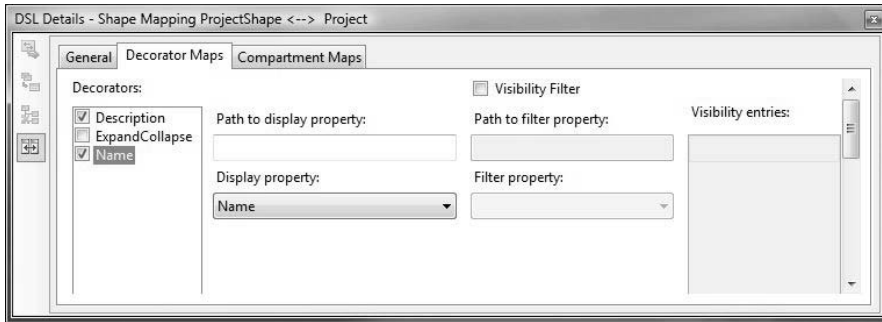 DSL Details - Shape Mapping ProjectShape <--> Project
General Decorator Maps Compartment Maps
Decorators:
Visibility Filter
Description
ExpandCollapse
Name
Path to display property:
Path to filter property:
Visibility entries:
Display property:
Filter property:
Name